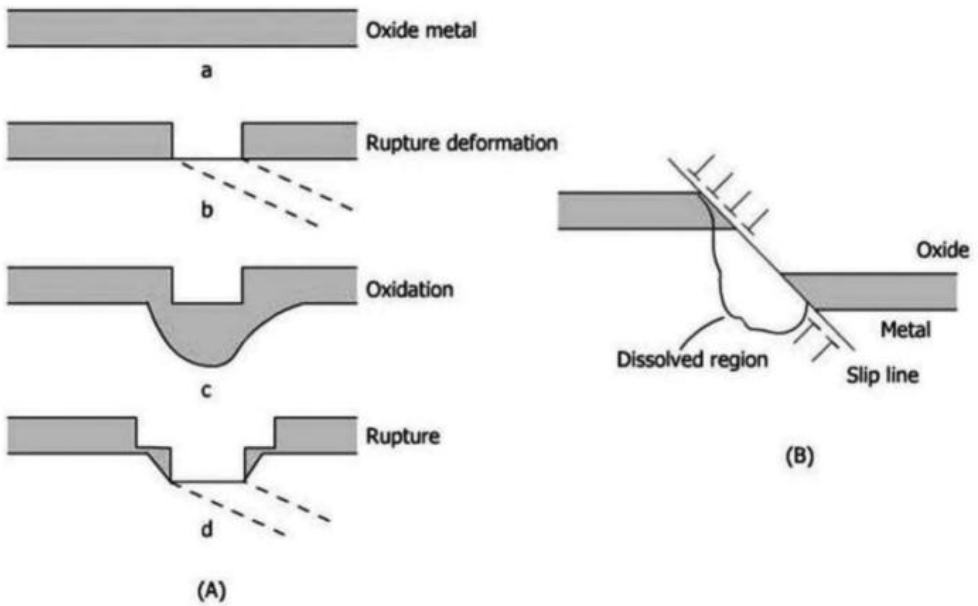 Oxide metal
a
Rupture deformation
b
Oxidation
c
Rupture
d
(A)
Oxide
Metal
Dissolved region
Slip line
(B)